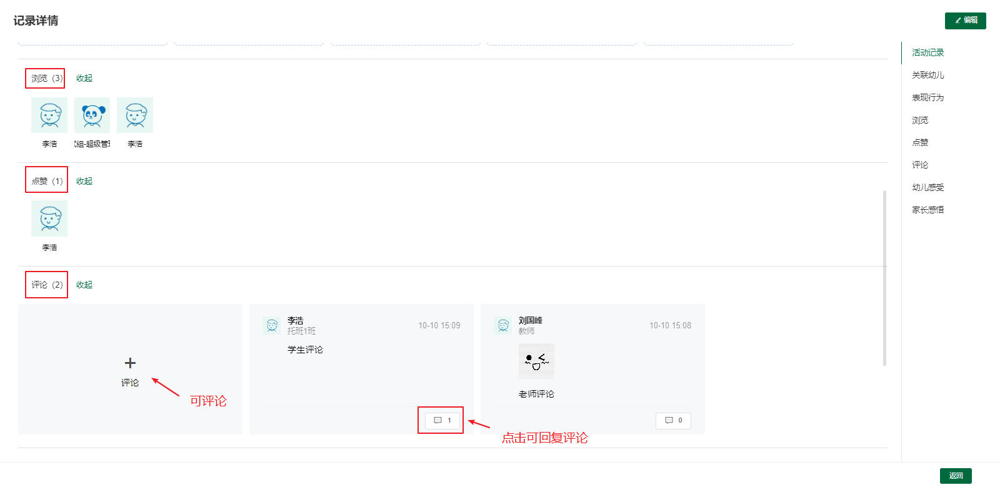 记录详情
编辑
浏览（3） 收起
李浩
组-超级管
李浩
点赞（1） 收起
李浩
评论（2） 收起
+
评论
可评论
李浩
托班1班
10-10 15:09
学生评论
1
点击可回复评论
刘国峰
教师
10-10 15:08
老师评论
0
活动记录
关联幼儿
表现行为
浏览
点赞
评论
幼儿感受
家长感悟
返回